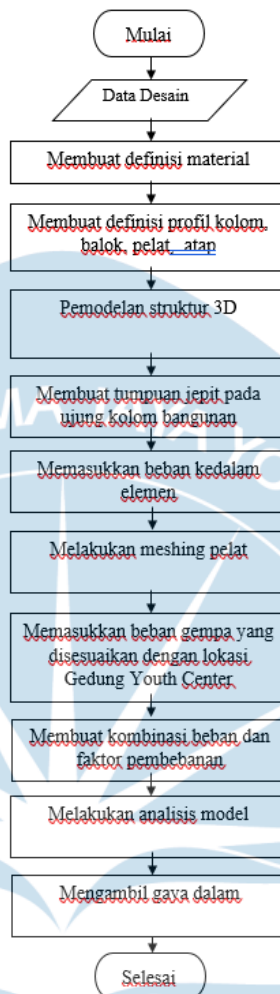 Mulai
Data Desain
Membuat definisi material
Membuat definisi profil kolom,
balok, pelat, atap
Pemodelan struktur 3D
Membuat tumpuan jepit pada
ujung kolom bangunan
Memasukkan beban kedalam
elemen
Melakukan meshing pelat
Memasukkan beban gempa yang
disesuaikan dengan lokasi
Gedung Youth Center
Membuat kombinasi beban dan
faktor pembebanan
Melakukan analisis model
Mengambil gaya dalam
Selesai